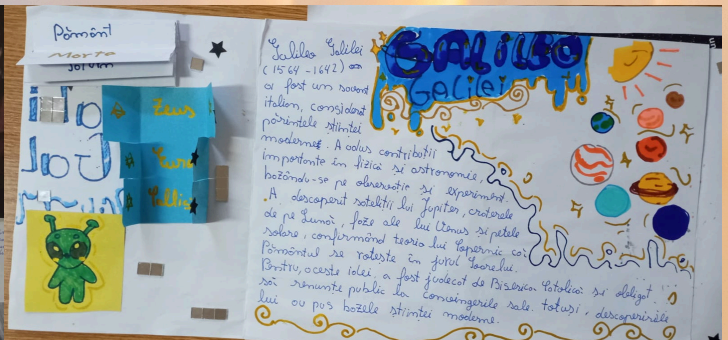 Pământ
Marte
Zeus
Callis
GALILEO
Galilei
Galileo Galilei
(1564-1642)
a fost un savant
italian, considerat
părintele științei
moderne. A adus contribuții
importante în fizică și astronomie,
bazându-se pe observație și experiment.
A descoperit sateliții lui Jupiter, craterele
de pe Lună, faze ale lui Venus și petele
solare, confirmând teoria lui Copernic că
Pământul se rotește în jurul Soarelui.
Pentru aceste idei, a fost judecat de Biserica Catolică și obligat
să renunțe public la convingerile sale. totuși, descoperirile
lui au pus bazele științei moderne.